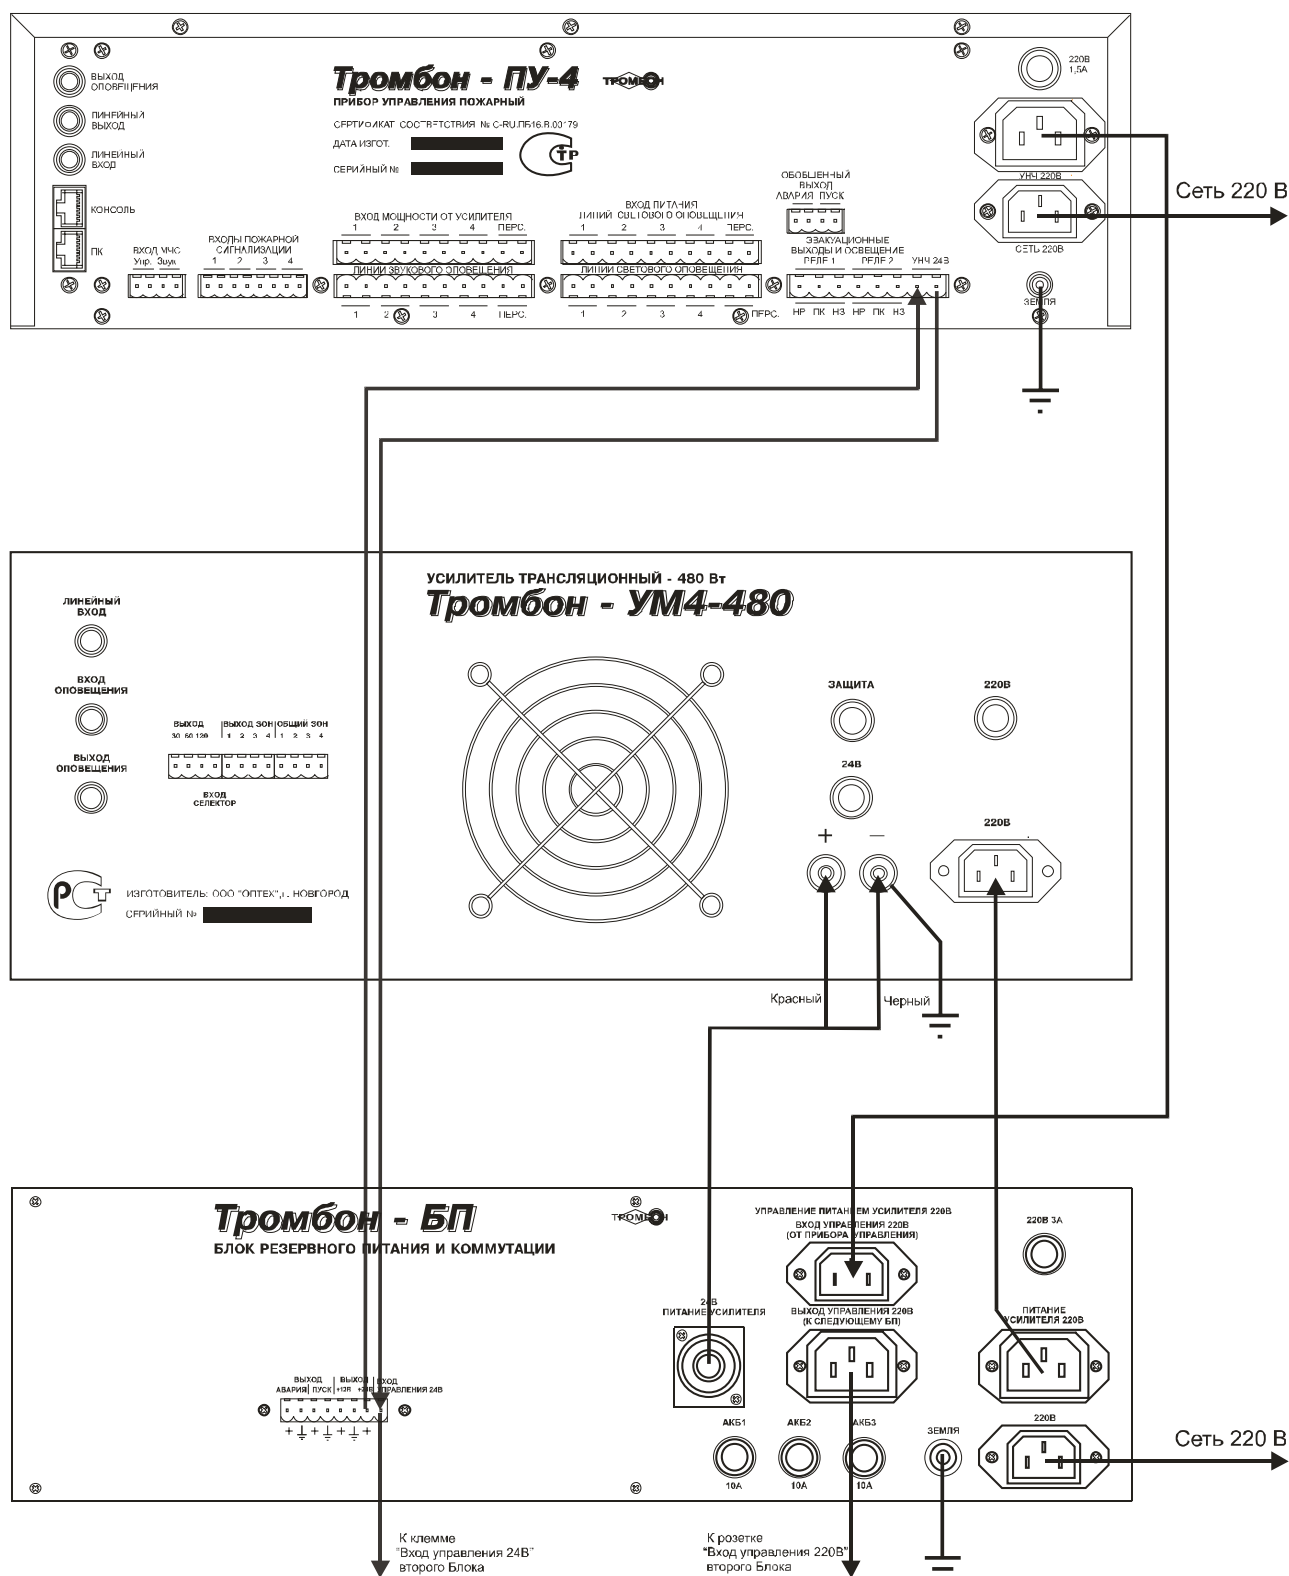 ВЫХОД
ОПОВЕЩЕНИЯ
ЛИНЕЙНЫЙ
ВЫХОД
ЛИНЕЙНЫЙ
ВХОД
КОНСОЛЬ
ПК
Тромбон - ПУ-4
ТРОМБОН
ПРИБОР УПРАВЛЕНИЯ ПОЖАРНЫЙ
СЕРТИФИКАТ СООТВЕТСТВИЯ № C-RU.ПБ16.В.00179
ДАТА ИЗГОТ.
СЕРИЙНЫЙ №
220В
1,5А
УНЧ 220В
Сеть 220 В
СЕТЬ 220В
ЗЕМЛЯ
ОБОБЩЕННЫЙ
ВЫХОД
АВАРИЯ ПУСК
ВХОД МЧС
Упр. Звук
ВХОДЫ ПОЖАРНОЙ
СИГНАЛИЗАЦИИ
1 2 3 4
ВХОД МОЩНОСТИ ОТ УСИЛИТЕЛЯ
1 2 3 4 ПЕРС.
ЛИНИИ ЗВУКОВОГО ОПОВЕЩЕНИЯ
1 2 3 4 ПЕРС.
ВХОД ПИТАНИЯ
ЛИНИЙ СВЕТОВОГО ОПОВЕЩЕНИЯ
1 2 3 4 ПЕРС.
ЛИНИИ СВЕТОВОГО ОПОВЕЩЕНИЯ
1 2 3 4 ПЕРС.
ЭВАКУАЦИОННЫЕ
ВЫХОДЫ И ОСВЕЩЕНИЕ
РЕЛЕ 1 РЕЛЕ 2 УНЧ 24В
НР ПК НЗ НР ПК НЗ
УСИЛИТЕЛЬ ТРАНСЛЯЦИОННЫЙ - 480 Вт
Тромбон - УМ4-480
ЛИНЕЙНЫЙ
ВХОД
ВХОД
ОПОВЕЩЕНИЯ
ВЫХОД
ОПОВЕЩЕНИЯ
ВЫХОД ВЫХОД ЗОН ОБЩИЙ ЗОН
30 60 120 1 2 3 4 1 2 3 4
ВХОД
СЕЛЕКТОР
ЗАЩИТА
220В
24В
220В
+ −
ИЗГОТОВИТЕЛЬ: ООО "ОПТЕХ", Н. НОВГОРОД
СЕРИЙНЫЙ №
Красный
Черный
Тромбон - БП
БЛОК РЕЗЕРВНОГО ПИТАНИЯ И КОММУТАЦИИ
ТРОМБОН
УПРАВЛЕНИЕ ПИТАНИЕМ УСИЛИТЕЛЯ 220В
ВХОД УПРАВЛЕНИЯ 220В
(ОТ ПРИБОРА УПРАВЛЕНИЯ)
220В 3А
24В
ПИТАНИЕ УСИЛИТЕЛЯ
ВЫХОД УПРАВЛЕНИЯ 220В
(К СЛЕДУЮЩЕМУ БП)
ПИТАНИЕ
УСИЛИТЕЛЯ 220В
ВЫХОД ВЫХОД ВХОД
АВАРИЯ ПУСК +12В +24В УПРАВЛЕНИЯ 24В
+ + + +
АКБ1 АКБ2 АКБ3
10А 10А 10А
ЗЕМЛЯ
220В
Сеть 220 В
К клемме
"Вход управления 24В"
второго Блока
К розетке
"Вход управления 220В"
второго Блока